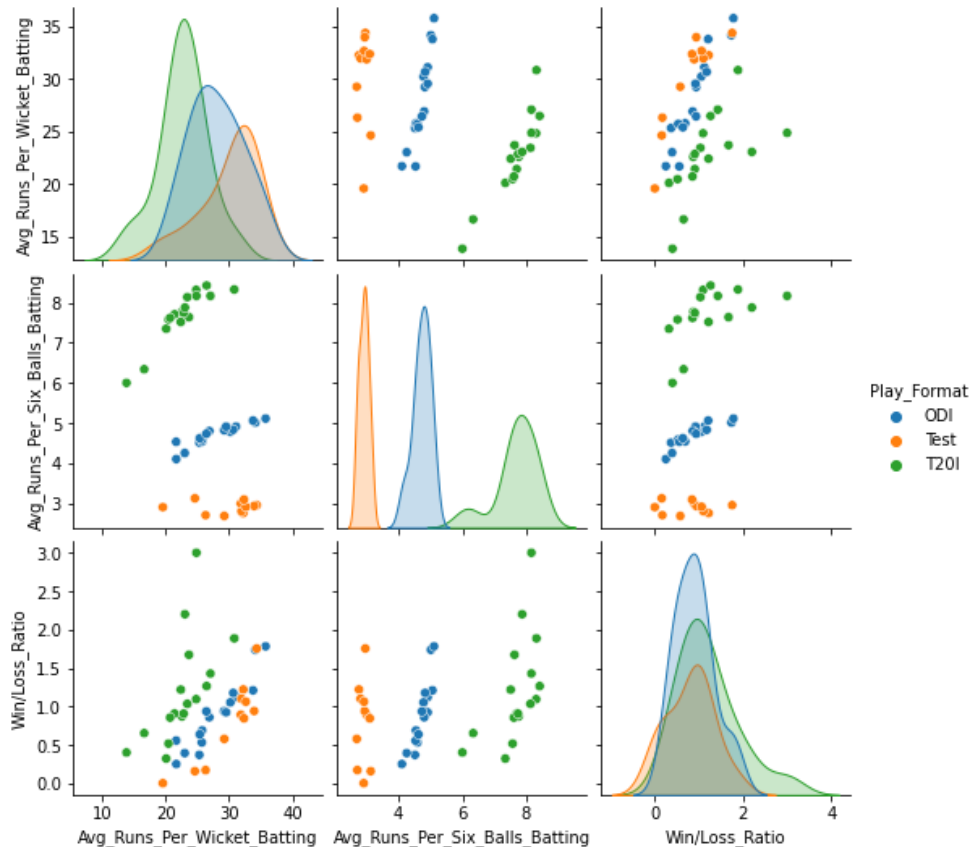 Avg_Runs_Per_Wicket_Batting
35
30
25
20
15
Avg_Runs_Per_Six_Balls_Batting
8
7
6
5
4
3
Play_Format
ODI
Test
T20I
Win/Loss_Ratio
3.0
2.5
2.0
1.5
1.0
0.5
0.0
10 20 30 40
4 6 8
0 2 4
Avg_Runs_Per_Wicket_Batting Avg_Runs_Per_Six_Balls_Batting Win/Loss_Ratio